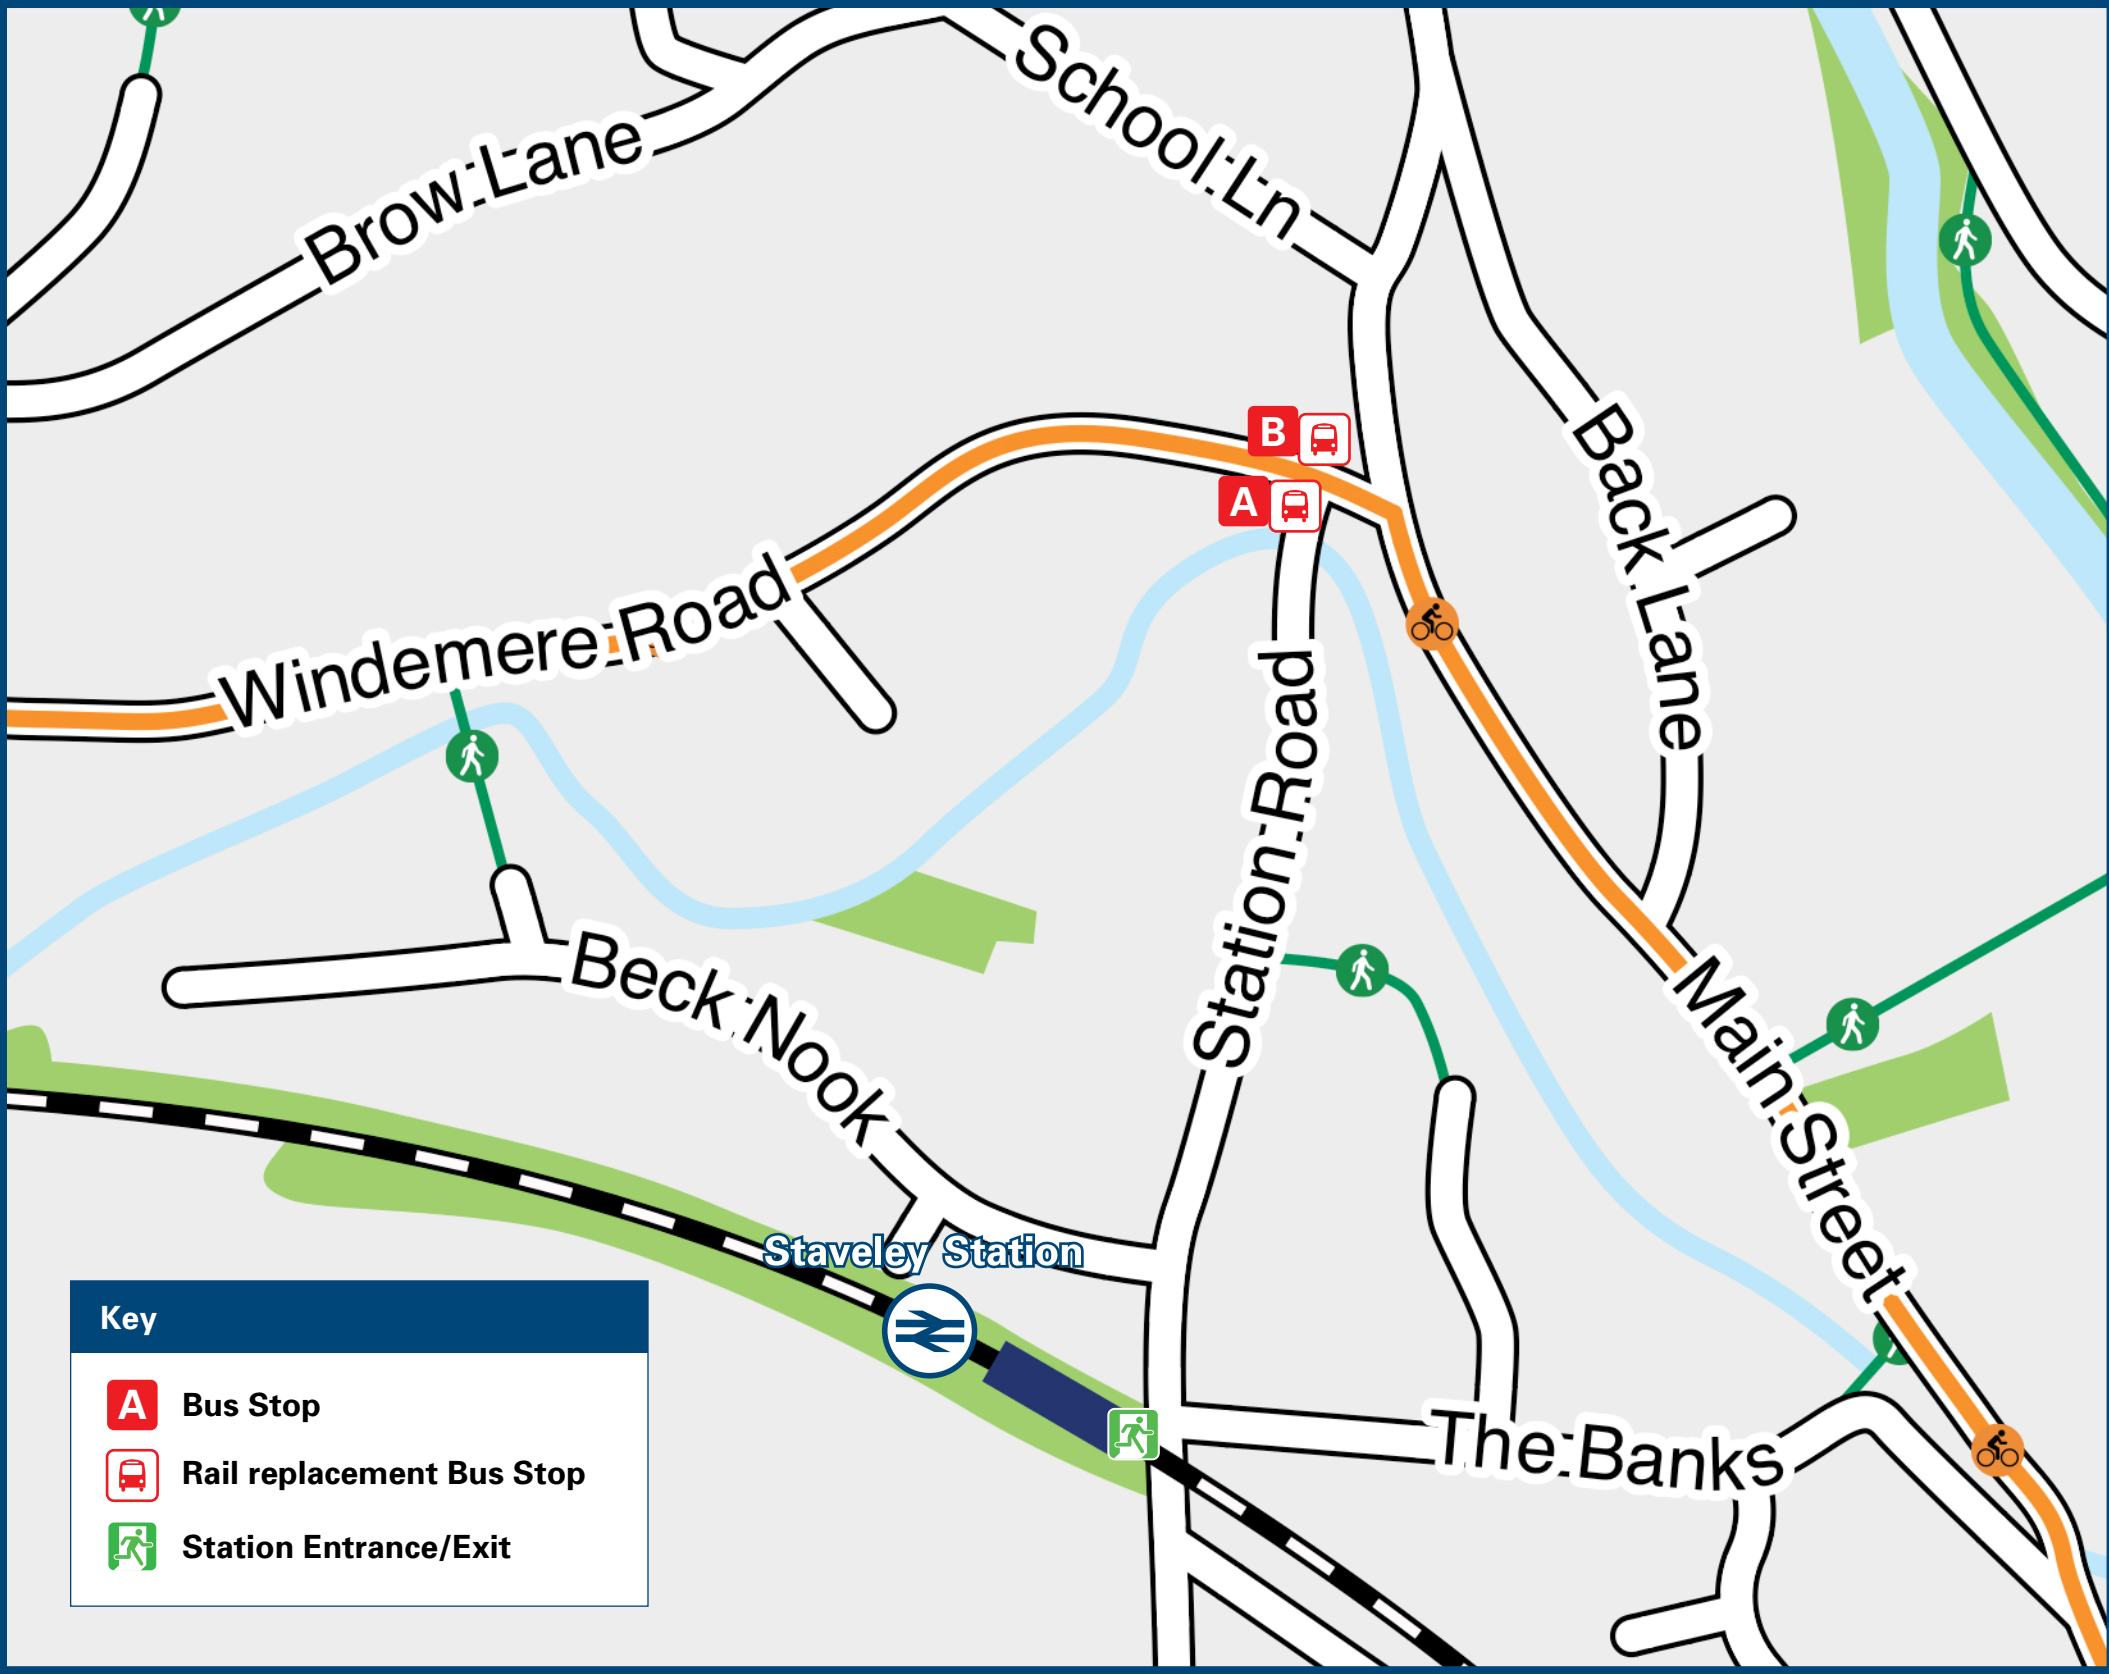 School Ln
Brow Lane
B
A
Back Lane
Windemere Road
Station Road
Beck Nook
Main Street
Staveley Station
The Banks
Key
A Bus Stop
Rail replacement Bus Stop
Station Entrance/Exit